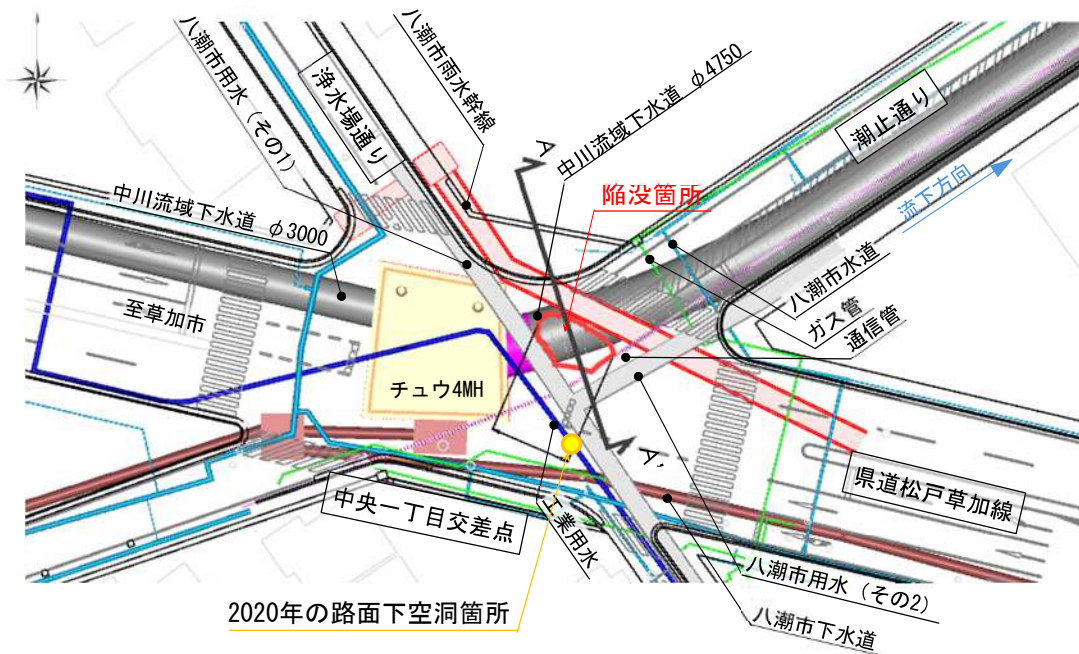 八潮市用水（その1）
浄水場通り
八潮市雨水幹線
A
中川流域下水道 φ4750
潮止通り
陥没箇所
流下方向
中川流域下水道 φ3000
至草加市
八潮市水道
ガス管
通信管
チュウ4MH
A'
県道松戸草加線
中央一丁目交差点
工業用水
八潮市用水（その2）
2020年の路面下空洞箇所
八潮市下水道